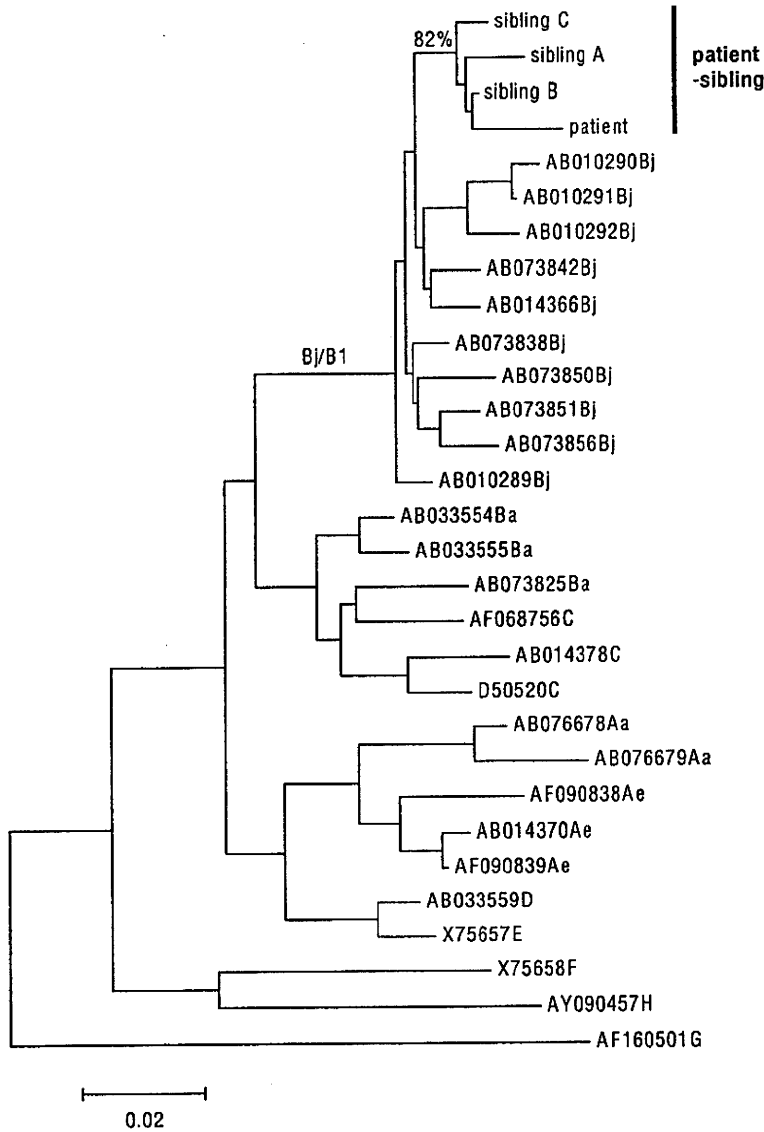 sibling C
82%
sibling A
patient
-sibling
sibling B
patient
AB010290Bj
AB010291Bj
AB010292Bj
AB073842Bj
AB014366Bj
AB073838Bj
Bj/B1
AB073850Bj
AB073851Bj
AB073856Bj
AB010289Bj
AB033554Ba
AB033555Ba
AB073825Ba
AF068756C
AB014378C
D50520C
AB076678Aa
AB076679Aa
AF090838Ae
AB014370Ae
AF090839Ae
AB033559D
X75657E
X75658F
AY090457H
AF160501G
0.02